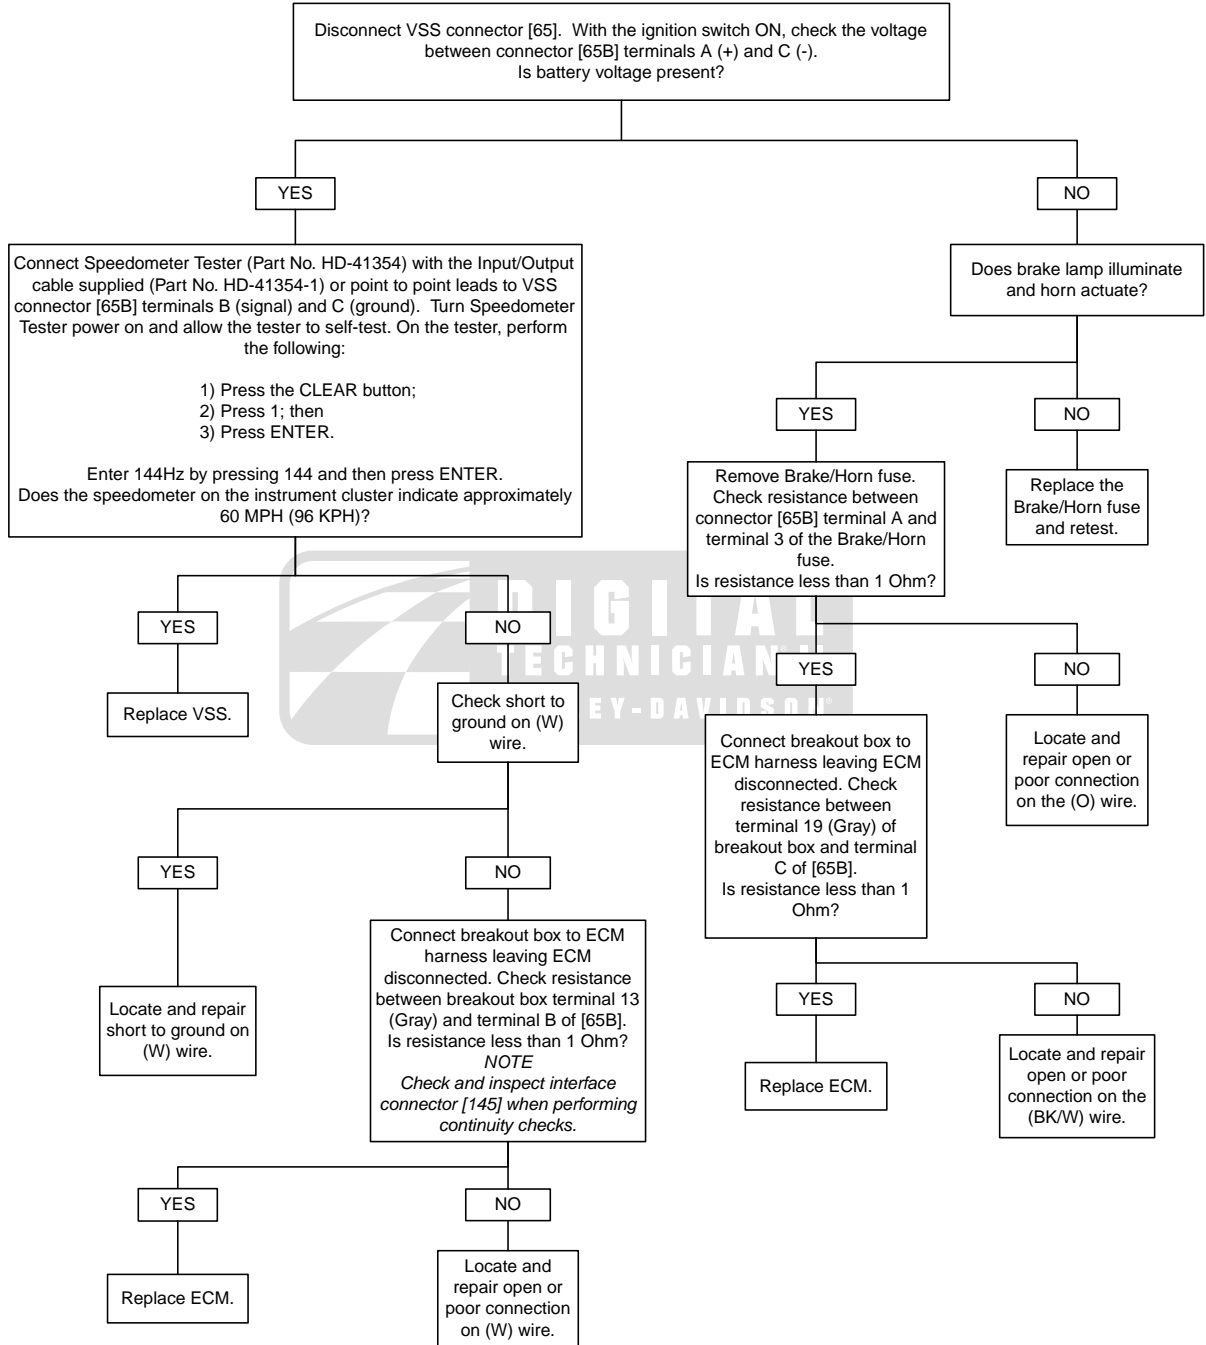 Disconnect VSS connector [65].  With the ignition switch ON, check the voltage
between connector [65B] terminals A (+) and C (-).
Is battery voltage present?
YES
NO
Connect Speedometer Tester (Part No. HD-41354) with the Input/Output
cable supplied (Part No. HD-41354-1) or point to point leads to VSS
connector [65B] terminals B (signal) and C (ground).  Turn Speedometer
Tester power on and allow the tester to self-test. On the tester, perform
the following:
1) Press the CLEAR button;
2) Press 1; then
3) Press ENTER.
Enter 144Hz by pressing 144 and then press ENTER.
Does the speedometer on the instrument cluster indicate approximately
60 MPH (96 KPH)?
Does brake lamp illuminate
and horn actuate?
YES
NO
Remove Brake/Horn fuse.
Check resistance between
connector [65B] terminal A and
terminal 3 of the Brake/Horn
fuse.
Is resistance less than 1 Ohm?
Replace the
Brake/Horn fuse
and retest.
DIGITAL
TECHNICIAN
EY-DAVIDSON
YES
NO
YES
NO
Replace VSS.
Check short to
ground on (W)
wire.
Connect breakout box to
ECM harness leaving ECM
disconnected. Check
resistance between
terminal 19 (Gray) of
breakout box and terminal
C of [65B].
Is resistance less than 1
Ohm?
Locate and
repair open or
poor connection
on the (O) wire.
YES
NO
Locate and repair
short to ground on
(W) wire.
Connect breakout box to ECM
harness leaving ECM
disconnected. Check resistance
between breakout box terminal 13
(Gray) and terminal B of [65B].
Is resistance less than 1 Ohm?
NOTE
Check and inspect interface
connector [145] when performing
continuity checks.
YES
NO
Replace ECM.
Locate and repair
open or poor
connection on the
(BK/W) wire.
YES
NO
Replace ECM.
Locate and
repair open or
poor connection
on (W) wire.